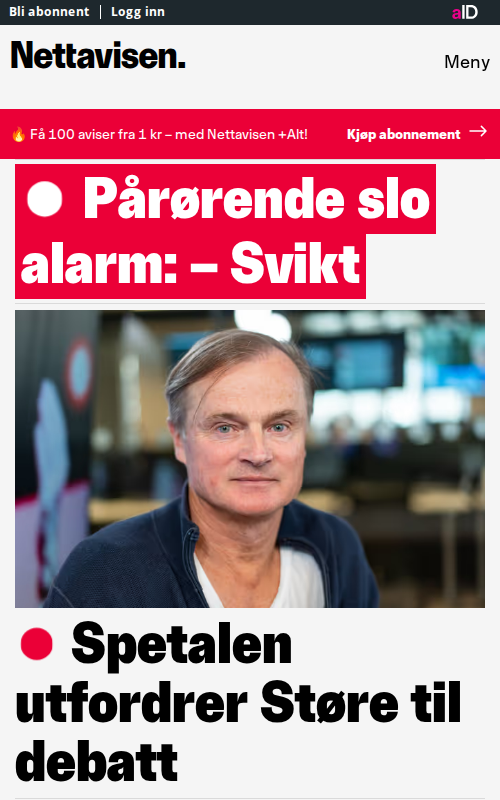 Bli abonnent | Logg inn
aID
Nettavisen.
Meny
🔥 Få 100 aviser fra 1 kr – med Nettavisen +Alt!
Kjøp abonnement →
Pårørende slo
alarm: – Svikt
Spetalen
utfordrer Støre til
debatt